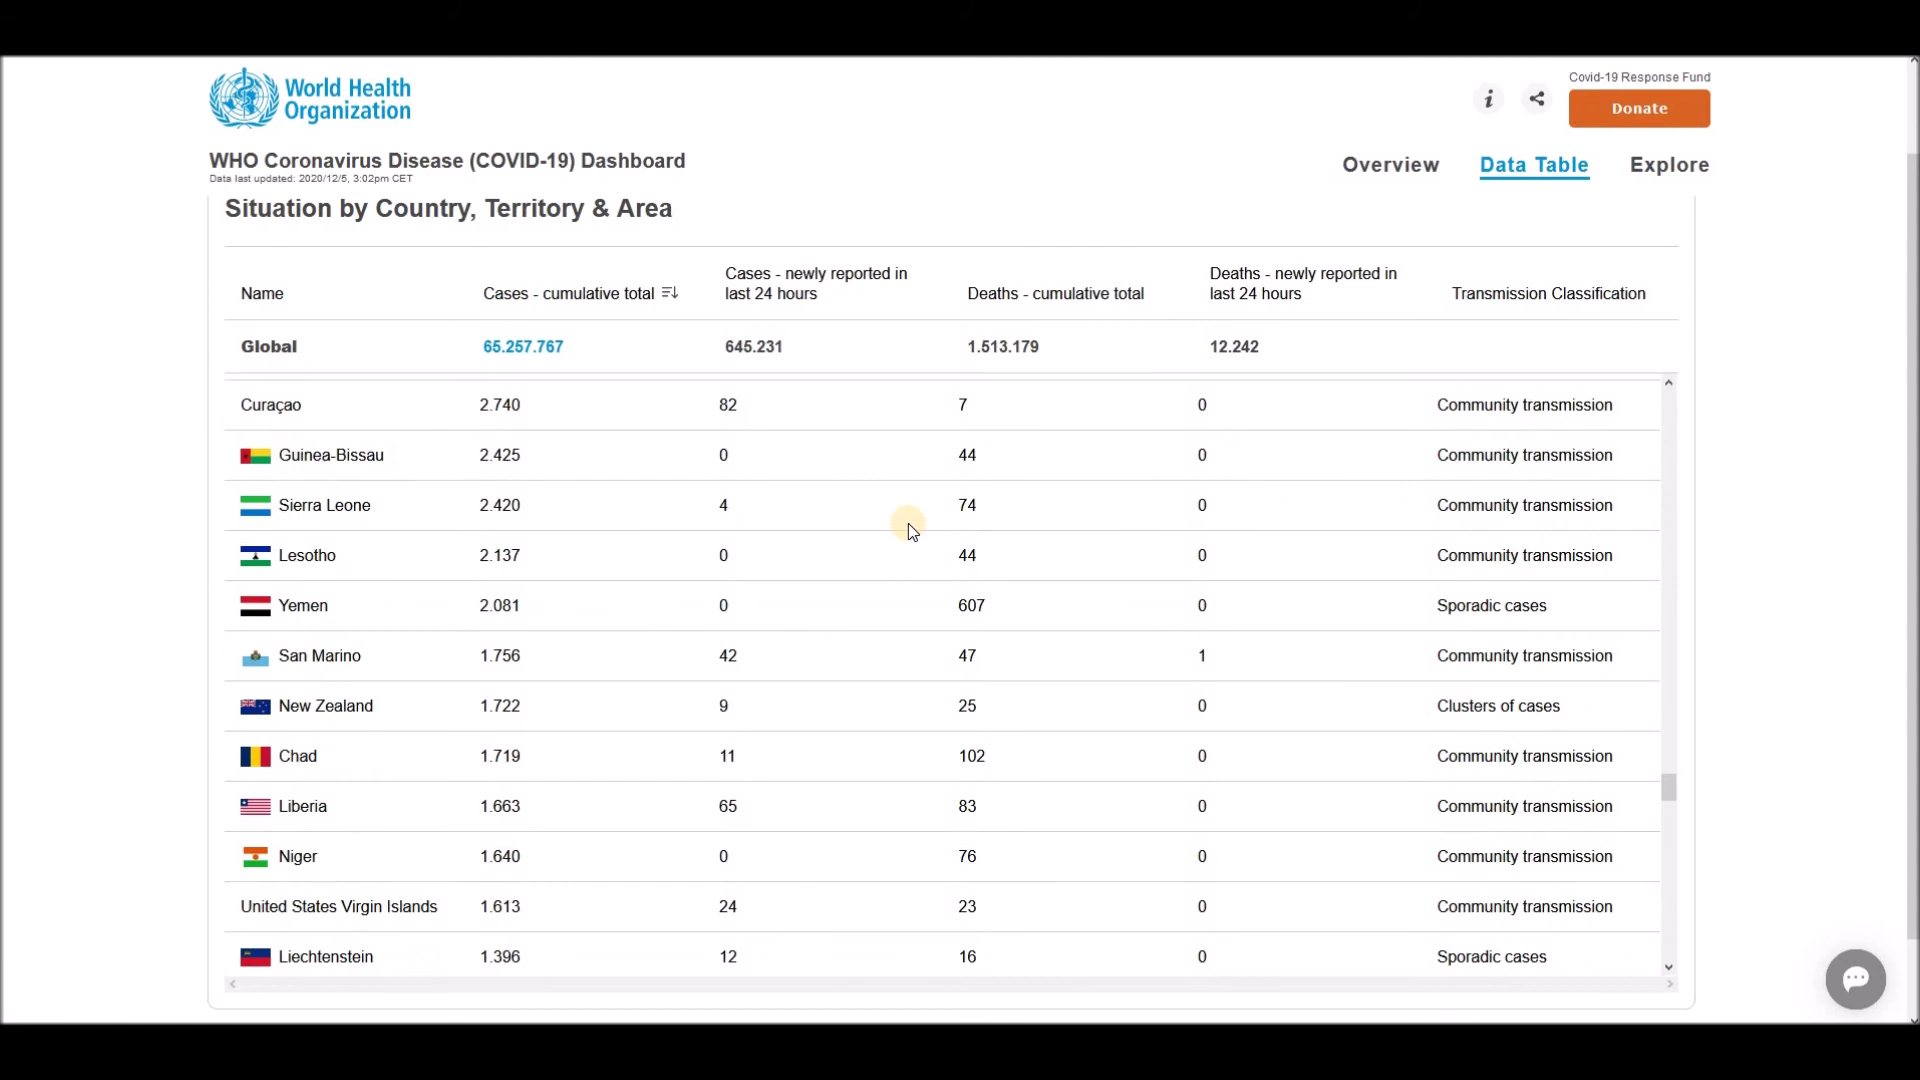 World Health
Organization
Covid-19 Response Fund
Donate
WHO Coronavirus Disease (COVID-19) Dashboard
Data last updated: 2020/12/5, 3:02pm CET
Overview Data Table Explore
Situation by Country, Territory & Area
Name Cases - cumulative total Cases - newly reported in last 24 hours Deaths - cumulative total Deaths - newly reported in last 24 hours Transmission Classification
Global 65.257.767 645.231 1.513.179 12.242
Curaçao 2.740 82 7 0 Community transmission
Guinea-Bissau 2.425 0 44 0 Community transmission
Sierra Leone 2.420 4 74 0 Community transmission
Lesotho 2.137 0 44 0 Community transmission
Yemen 2.081 0 607 0 Sporadic cases
San Marino 1.756 42 47 1 Community transmission
New Zealand 1.722 9 25 0 Clusters of cases
Chad 1.719 11 102 0 Community transmission
Liberia 1.663 65 83 0 Community transmission
Niger 1.640 0 76 0 Community transmission
United States Virgin Islands 1.613 24 23 0 Community transmission
Liechtenstein 1.396 12 16 0 Sporadic cases